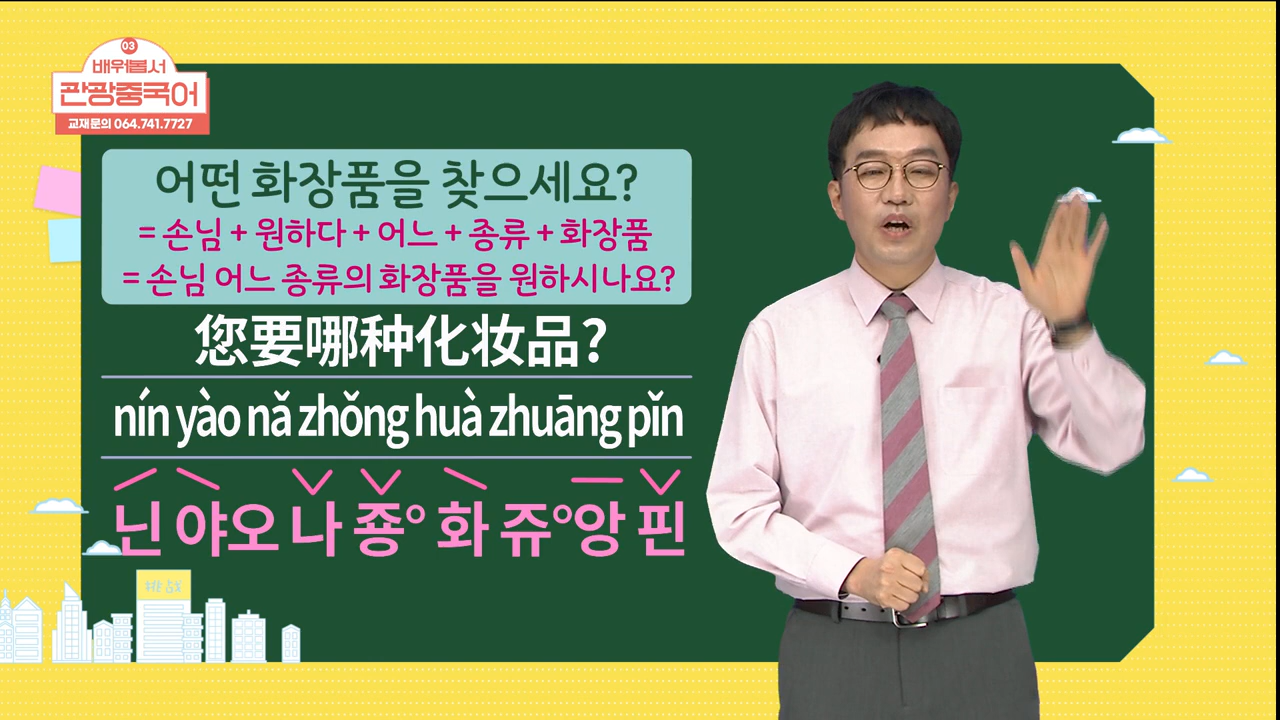 03
배워봅서
관광중국어
교재문의 064.741.7727
어떤 화장품을 찾으세요?
= 손님 + 원하다 + 어느 + 종류 + 화장품
= 손님 어느 종류의 화장품을 원하시나요?
您要哪种化妆品?
nín yào nǎ zhǒng huà zhuāng pǐn
닌 야오 나 죵° 화 쥬°앙 핀
挑战